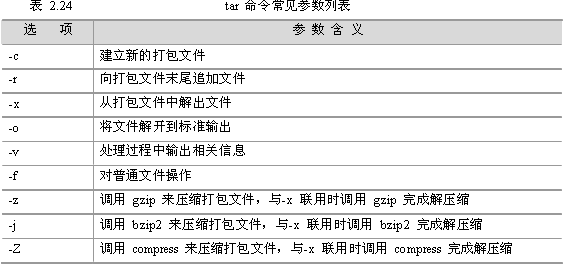 表 2.24 tar 命令常见参数列表
选 项 参 数 含 义
-c 建立新的打包文件
-r 向打包文件末尾追加文件
-x 从打包文件中解出文件
-o 将文件解开到标准输出
-v 处理过程中输出相关信息
-f 对普通文件操作
-z 调用 gzip 来压缩打包文件，与-x 联用时调用 gzip 完成解压缩
-j 调用 bzip2 来压缩打包文件，与-x 联用时调用 bzip2 完成解压缩
-Z 调用 compress 来压缩打包文件，与-x 联用时调用 compress 完成解压缩